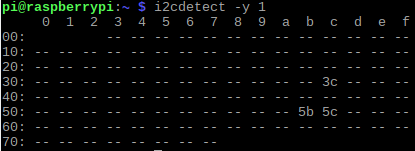 pi@raspberrypi:~ $ i2cdetect -y 1
     0  1  2  3  4  5  6  7  8  9  a  b  c  d  e  f
00:          -- -- -- -- -- -- -- -- -- -- -- -- --
10: -- -- -- -- -- -- -- -- -- -- -- -- -- -- -- --
20: -- -- -- -- -- -- -- -- -- -- -- -- -- -- -- --
30: -- -- -- -- -- -- -- -- -- -- -- -- 3c -- -- --
40: -- -- -- -- -- -- -- -- -- -- -- -- -- -- -- --
50: -- -- -- -- -- -- -- -- -- -- -- 5b 5c -- -- --
60: -- -- -- -- -- -- -- -- -- -- -- -- -- -- -- --
70: -- -- -- -- -- -- -- --